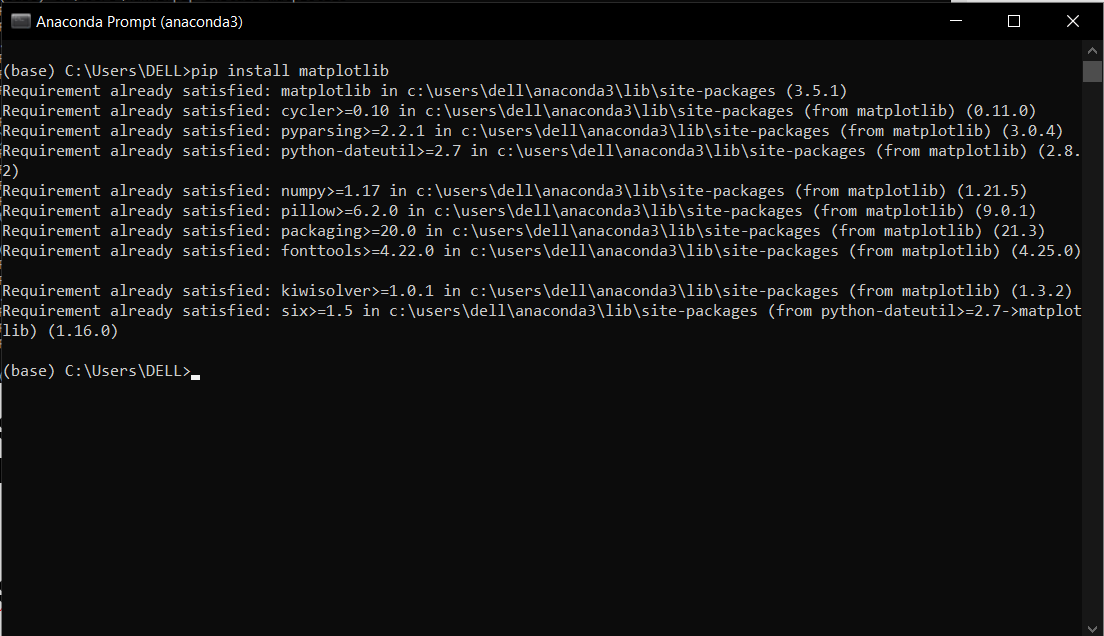 Anaconda Prompt (anaconda3)
(base) C:\Users\DELL>pip install matplotlib
Requirement already satisfied: matplotlib in c:\users\dell\anaconda3\lib\site-packages (3.5.1)
Requirement already satisfied: cycler>=0.10 in c:\users\dell\anaconda3\lib\site-packages (from matplotlib) (0.11.0)
Requirement already satisfied: pyparsing>=2.2.1 in c:\users\dell\anaconda3\lib\site-packages (from matplotlib) (3.0.4)
Requirement already satisfied: python-dateutil>=2.7 in c:\users\dell\anaconda3\lib\site-packages (from matplotlib) (2.8.
2)
Requirement already satisfied: numpy>=1.17 in c:\users\dell\anaconda3\lib\site-packages (from matplotlib) (1.21.5)
Requirement already satisfied: pillow>=6.2.0 in c:\users\dell\anaconda3\lib\site-packages (from matplotlib) (9.0.1)
Requirement already satisfied: packaging>=20.0 in c:\users\dell\anaconda3\lib\site-packages (from matplotlib) (21.3)
Requirement already satisfied: fonttools>=4.22.0 in c:\users\dell\anaconda3\lib\site-packages (from matplotlib) (4.25.0)
Requirement already satisfied: kiwisolver>=1.0.1 in c:\users\dell\anaconda3\lib\site-packages (from matplotlib) (1.3.2)
Requirement already satisfied: six>=1.5 in c:\users\dell\anaconda3\lib\site-packages (from python-dateutil>=2.7->matplot
lib) (1.16.0)
(base) C:\Users\DELL>